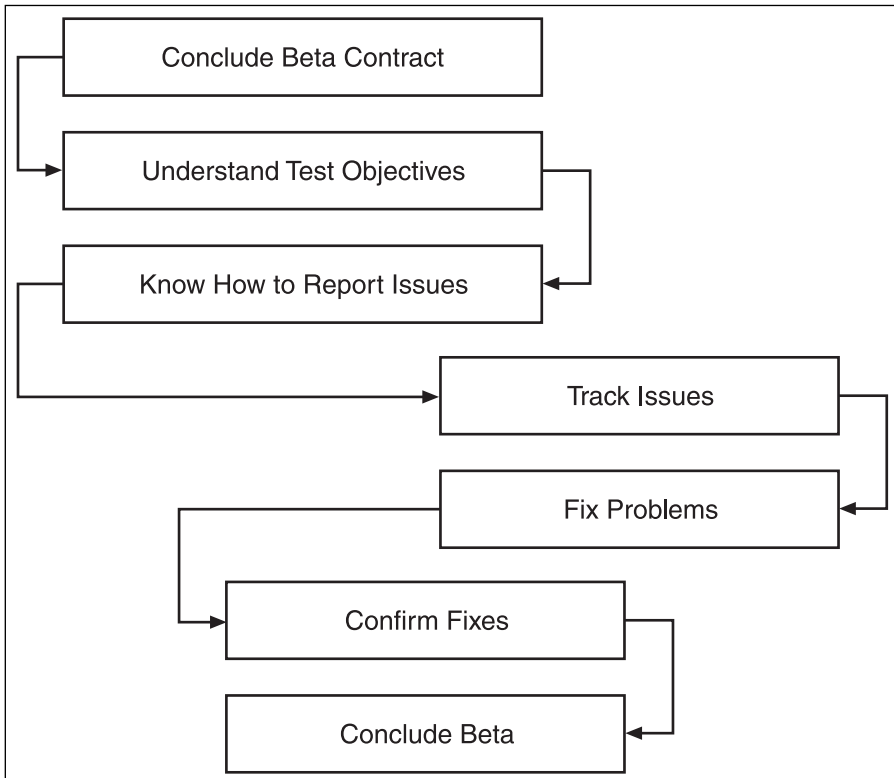 Conclude Beta Contract
Understand Test Objectives
Know How to Report Issues
Track Issues
Fix Problems
Confirm Fixes
Conclude Beta